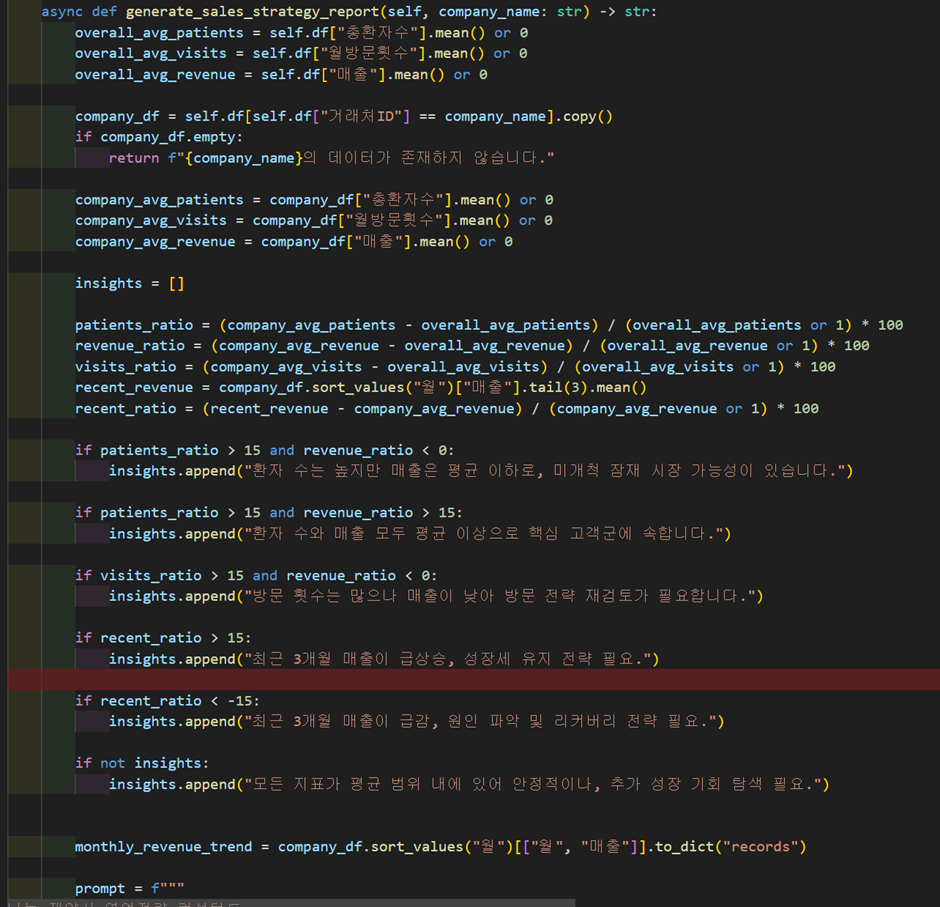 async def generate_sales_strategy_report(self, company_name: str) -> str:
    overall_avg_patients = self.df["총환자수"].mean() or 0
    overall_avg_visits = self.df["월방문횟수"].mean() or 0
    overall_avg_revenue = self.df["매출"].mean() or 0

    company_df = self.df[self.df["거래처ID"] == company_name].copy()
    if company_df.empty:
        return f"{company_name}의 데이터가 존재하지 않습니다."

    company_avg_patients = company_df["총환자수"].mean() or 0
    company_avg_visits = company_df["월방문횟수"].mean() or 0
    company_avg_revenue = company_df["매출"].mean() or 0

    insights = []

    patients_ratio = (company_avg_patients - overall_avg_patients) / (overall_avg_patients or 1) * 100
    revenue_ratio = (company_avg_revenue - overall_avg_revenue) / (overall_avg_revenue or 1) * 100
    visits_ratio = (company_avg_visits - overall_avg_visits) / (overall_avg_visits or 1) * 100
    recent_revenue = company_df.sort_values("월")["매출"].tail(3).mean()
    recent_ratio = (recent_revenue - company_avg_revenue) / (company_avg_revenue or 1) * 100

    if patients_ratio > 15 and revenue_ratio < 0:
        insights.append("환자 수는 높지만 매출은 평균 이하로, 미개척 잠재 시장 가능성이 있습니다.")

    if patients_ratio > 15 and revenue_ratio > 15:
        insights.append("환자 수와 매출 모두 평균 이상으로 핵심 고객군에 속합니다.")

    if visits_ratio > 15 and revenue_ratio < 0:
        insights.append("방문 횟수는 많으나 매출이 낮아 방문 전략 재검토가 필요합니다.")

    if recent_ratio > 15:
        insights.append("최근 3개월 매출이 급상승, 성장세 유지 전략 필요.")

    if recent_ratio < -15:
        insights.append("최근 3개월 매출이 급감, 원인 파악 및 리커버리 전략 필요.")

    if not insights:
        insights.append("모든 지표가 평균 범위 내에 있어 안정적이나, 추가 성장 기회 탐색 필요.")


    monthly_revenue_trend = company_df.sort_values("월")[["월", "매출"]].to_dict("records")

    prompt = f"""